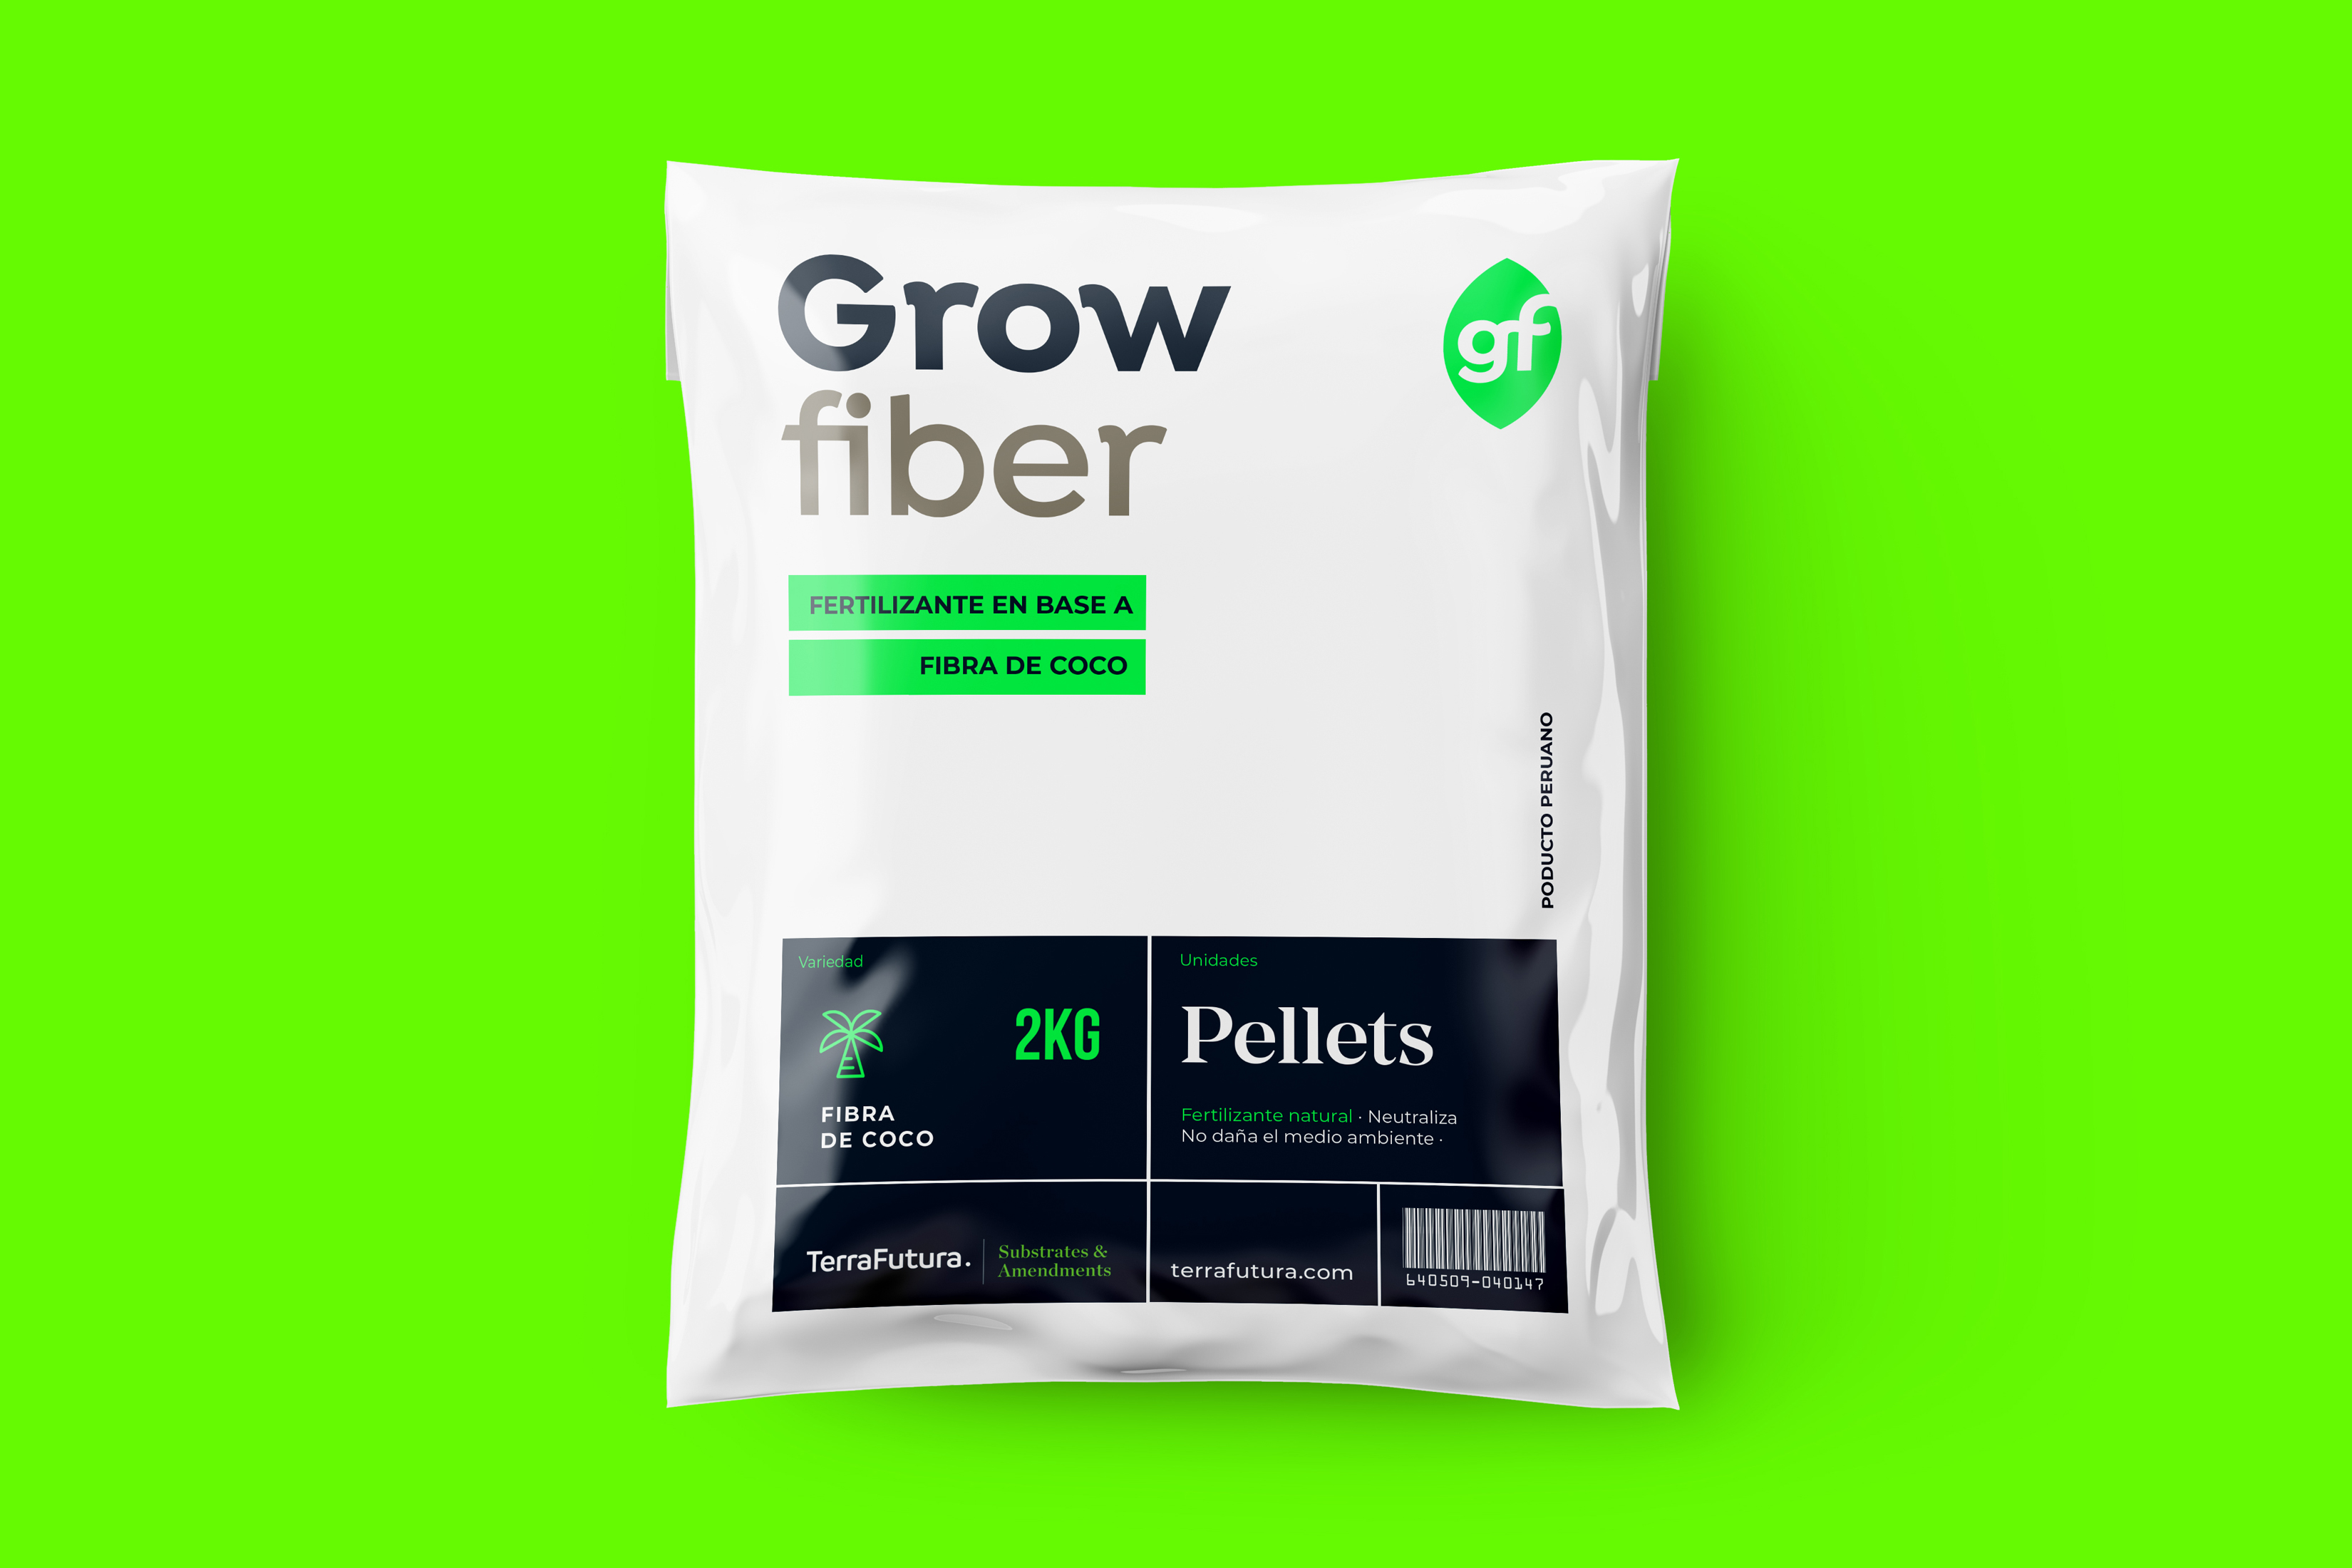 Grow
fiber
gf
FERTILIZANTE EN BASE A
FIBRA DE COCO
PODUCTO PERUANO
Variedad
2KG
FIBRA
DE COCO
Unidades
Pellets
Fertilizante natural · Neutraliza
No daña el medio ambiente ·
TerraFutura.
Substrates &
Amendments
terrafutura.com
640509-040147